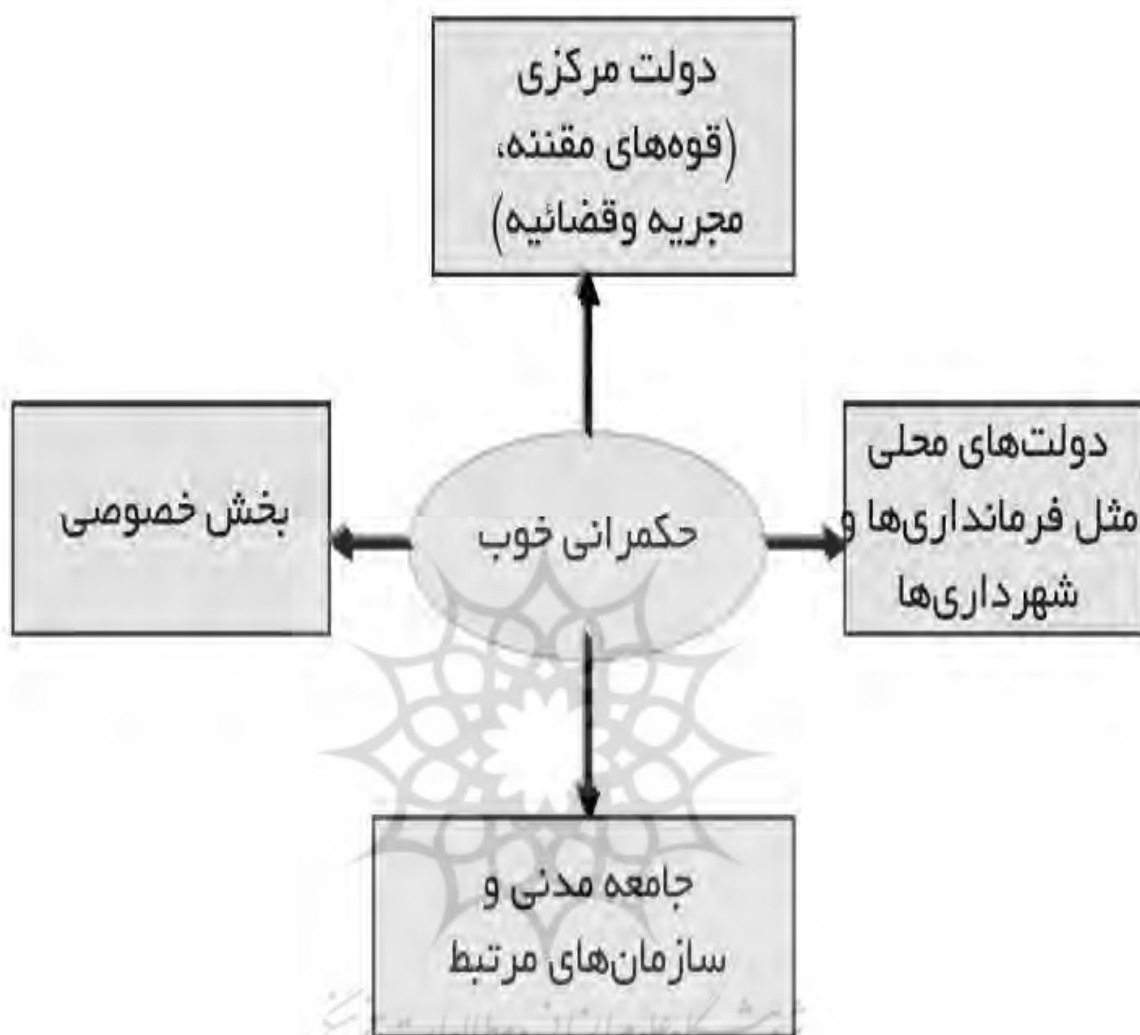 دولت مرکزی
(قوه‌های مقننه،
مجریه وقضائیه)
دولت‌های محلی
مثل فرمانداری‌ها و
شهرداری‌ها
حکمرانی خوب
بخش خصوصی
جامعه مدنی و
سازمان‌های مرتبط